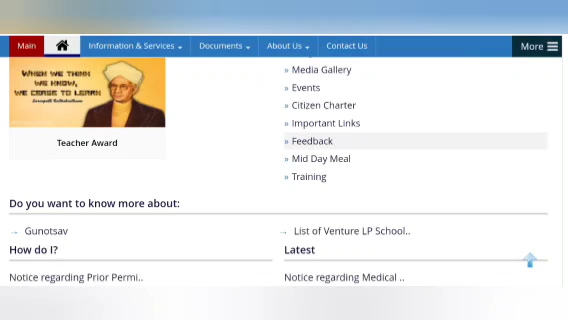 Main
Information & Services
Documents
About Us
Contact Us
More
WHEN WE THINK
WE KNOW,
WE CEASE TO LEARN
Sarvepalli Radhakrishnan
Teacher Award
» Media Gallery
» Events
» Citizen Charter
» Important Links
» Feedback
» Mid Day Meal
» Training
Do you want to know more about:
→ Gunotsav
→ List of Venture LP School..
How do I?
Latest
Notice regarding Prior Permi..
Notice regarding Medical ..